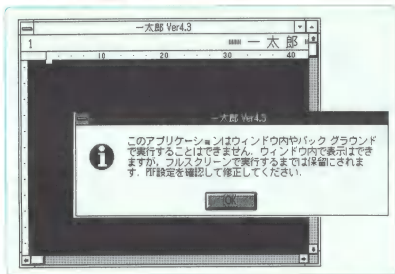 一太郎 Ver4.3
1 一太郎
10 20 30 40
一太郎 Ver4.3
このアプリケーションはウィンドウ内やバック グラウンド
で実行することはできません. ウィンドウ内で表示はでき
ますが, フルスクリーンで実行するまでは保留にされま
す. PIF設定を確認して修正してください.
OK